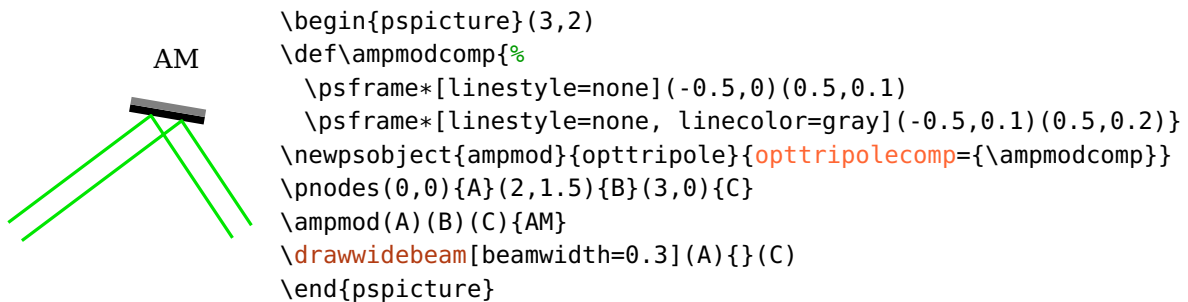 AM
\begin{pspicture}(3,2)
\def\ampmodcomp{%
  \psframe*[linestyle=none](-0.5,0)(0.5,0.1)
  \psframe*[linestyle=none, linecolor=gray](-0.5,0.1)(0.5,0.2)}
\newpsobject{ampmod}{opttripole}{opttripolecomp={\ampmodcomp}}
\pnodes(0,0){A}(2,1.5){B}(3,0){C}
\ampmod(A)(B)(C){AM}
\drawwidebeam[beamwidth=0.3](A){}(C)
\end{pspicture}